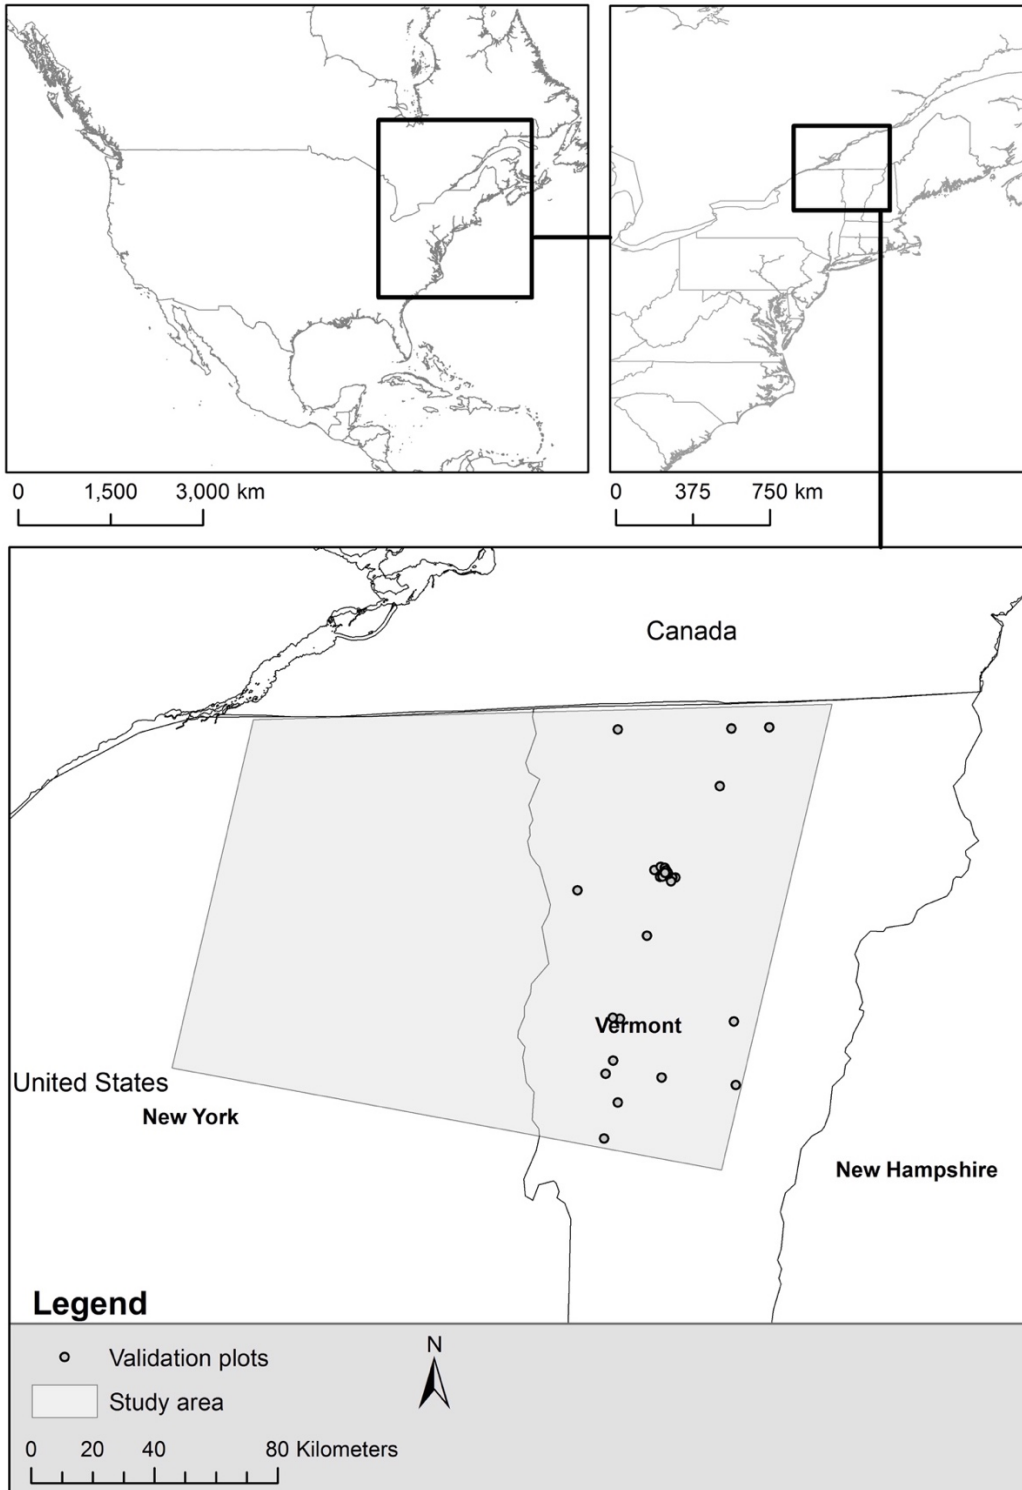 0 1,500 3,000 km
0 375 750 km
Canada
Vermont
United States
New York
New Hampshire
Legend
Validation plots
Study area
N
0 20 40 80 Kilometers